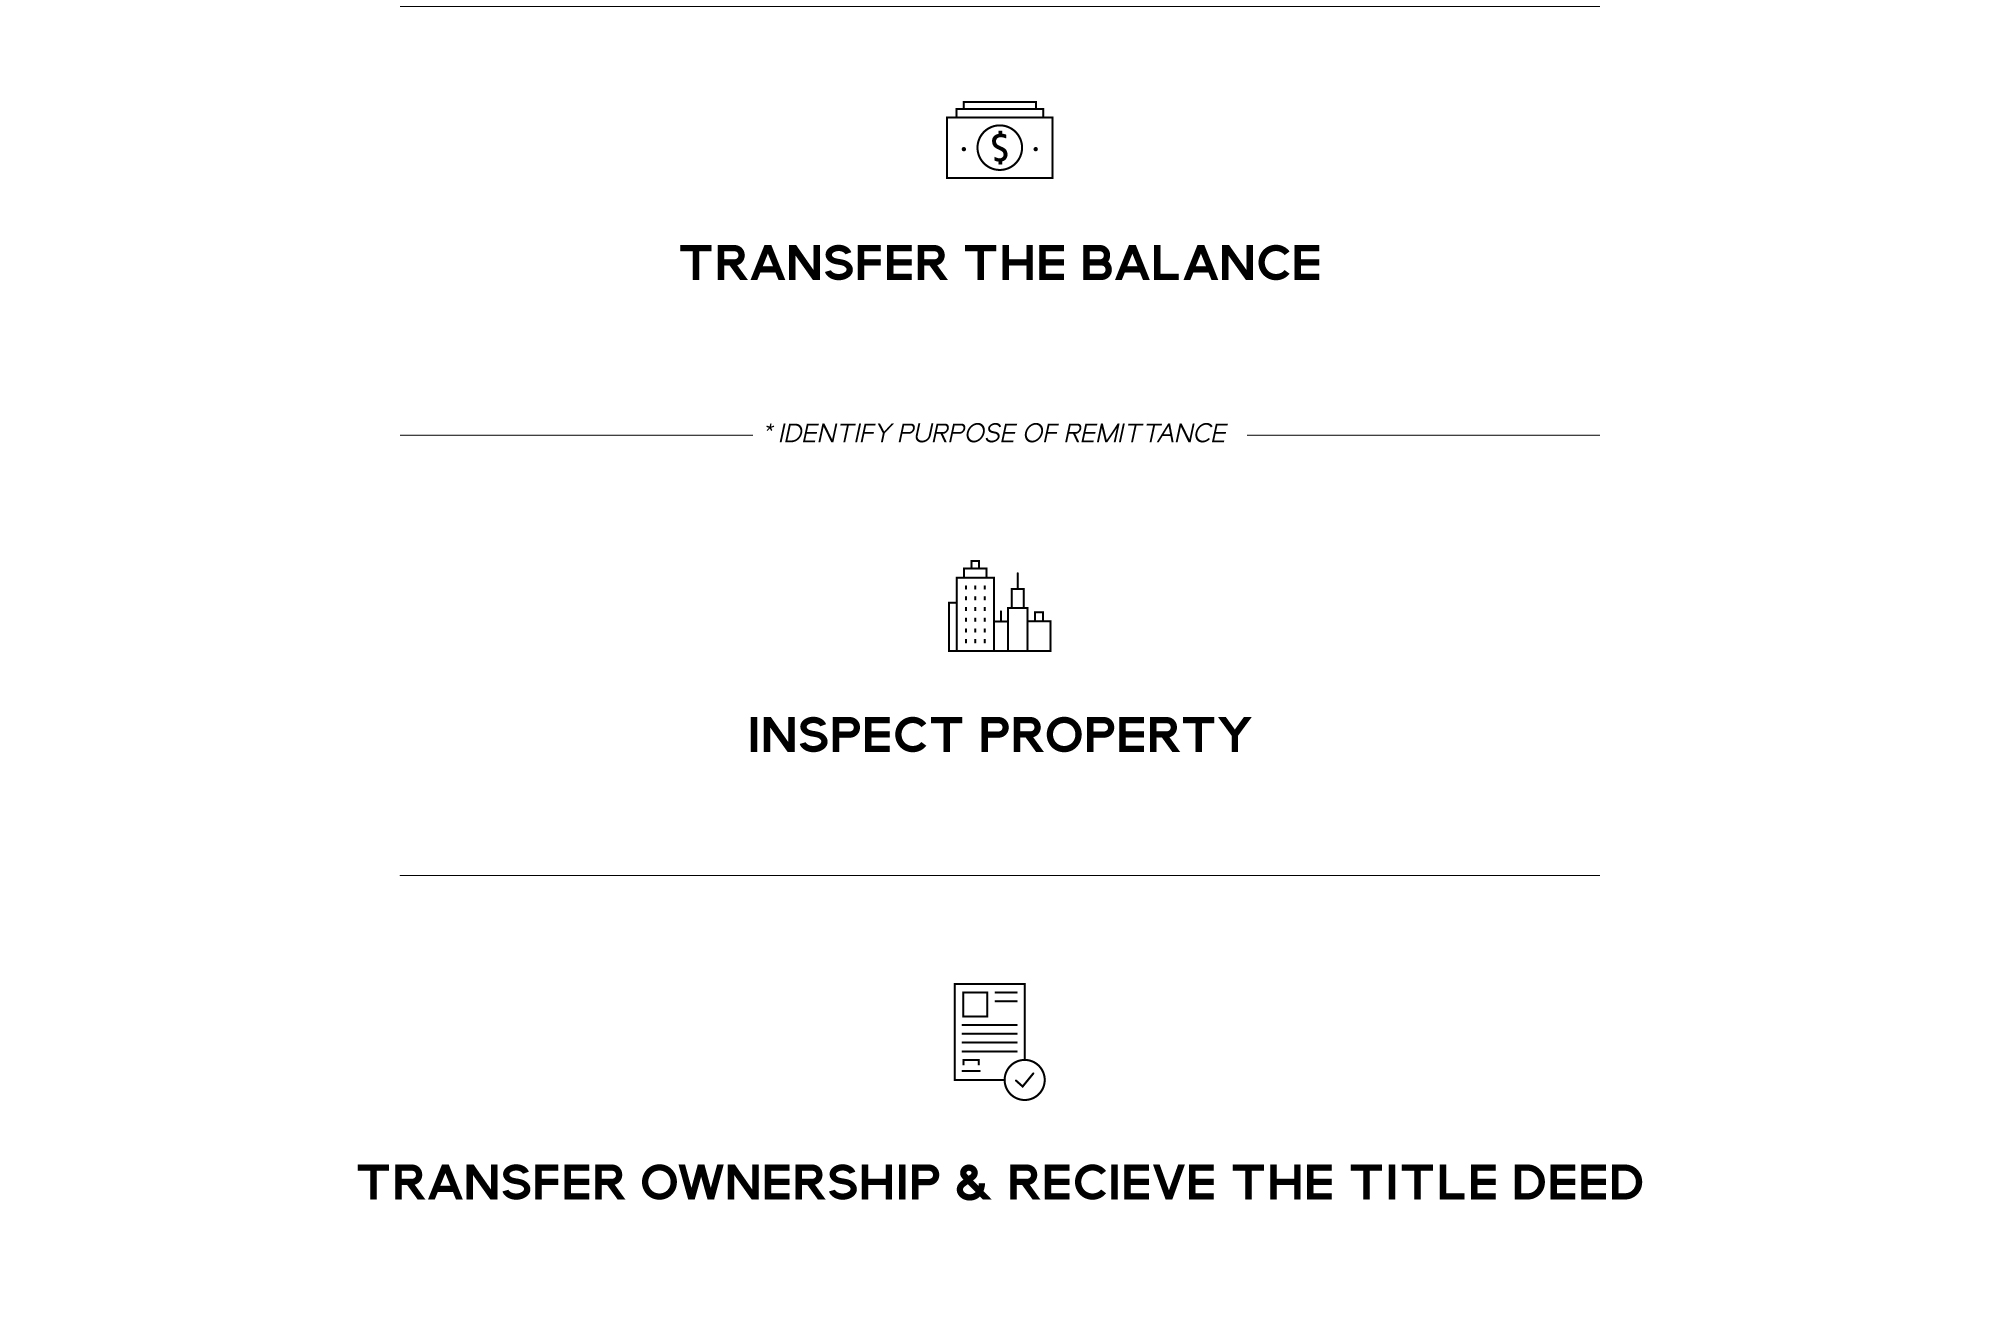 TRANSFER THE BALANCE
* IDENTIFY PURPOSE OF REMITTANCE
INSPECT PROPERTY
TRANSFER OWNERSHIP & RECIEVE THE TITLE DEED